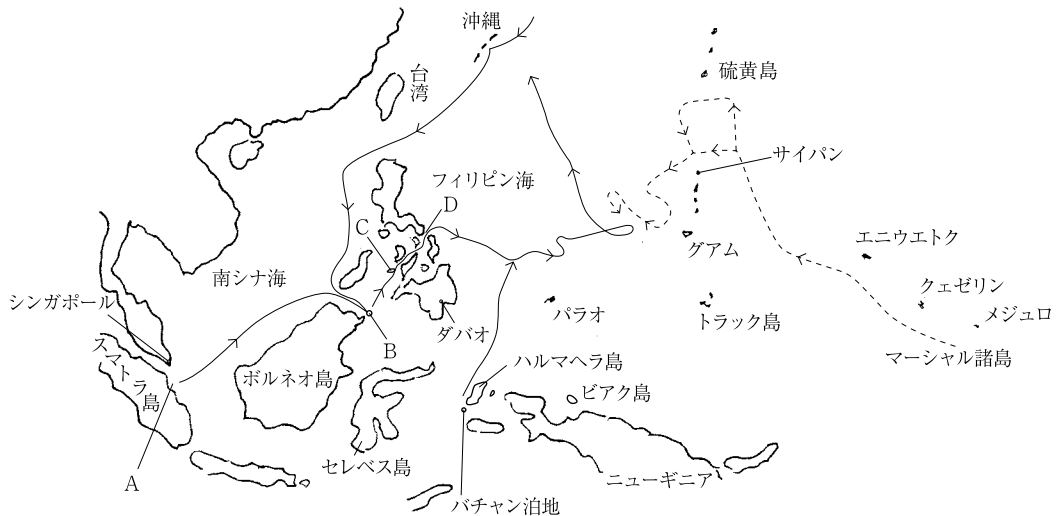 沖縄
硫黄島
台湾
サイパン
フィリピン海
D
C
グアム
エニウエトク
南シナ海
クェゼリン
シンガポール
メジュロ
パラオ
トラック島
ダバオ
マーシャル諸島
B
スマトラ島
ボルネオ島
ハルマヘラ島
ビアク島
セレベス島
ニューギニア
A
バチャン泊地